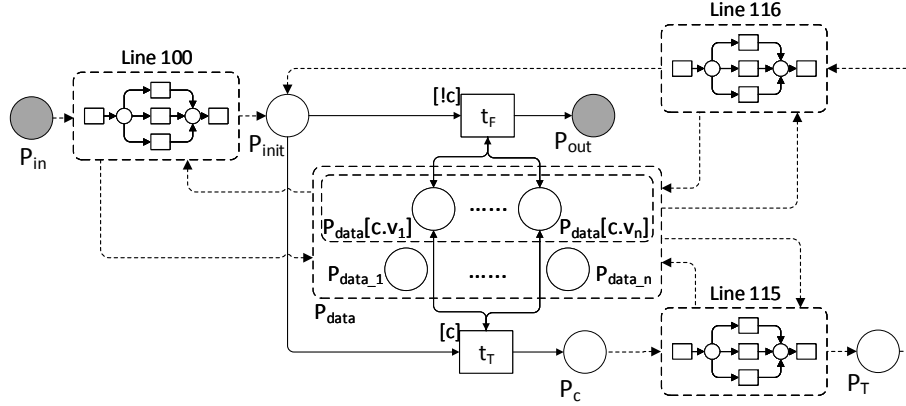 Line 116
Line 100
[!c]
t_F
P_in
P_init
P_out
P_data[c.v_1]
......
P_data[c.v_n]
P_data_1
......
P_data_n
P_data
Line 115
[c]
t_T
P_c
P_T